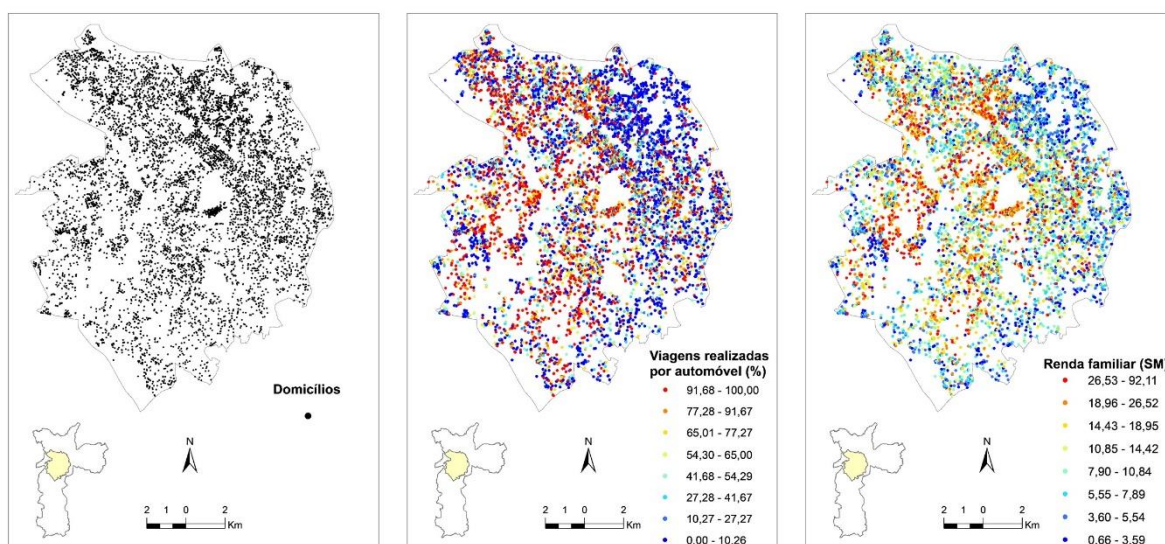 Domicílios
N
2 1 0 2
Km
Viagens realizadas
por automóvel (%)
91,68 - 100,00
77,28 - 91,67
65,01 - 77,27
54,30 - 65,00
41,68 - 54,29
27,28 - 41,67
10,27 - 27,27
0,00 - 10,26
N
2 1 0 2
Km
Renda familiar (SM)
26,53 - 92,11
18,96 - 26,52
14,43 - 18,95
10,85 - 14,42
7,90 - 10,84
5,55 - 7,89
3,60 - 5,54
0,66 - 3,59
N
2 1 0 2
Km